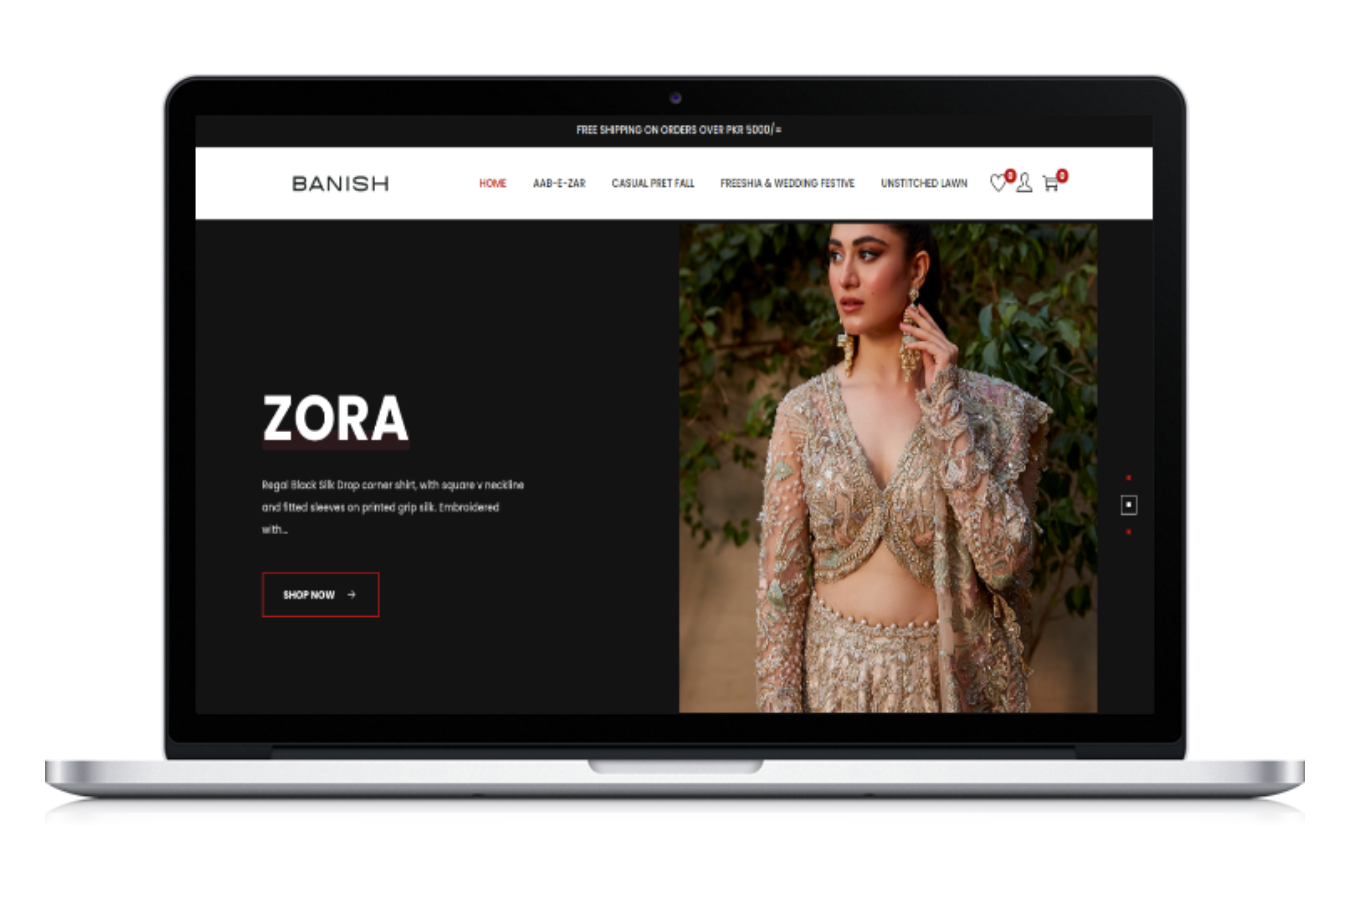 FREE SHIPPING ON ORDERS OVER PKR 5000/=
BANISH
HOME AAB-E-ZAR CASUAL PRET FALL FREESHIA & WEDDING FESTIVE UNSTITCHED LAWN 0 0
ZORA
Regal Black Silk Drop corner shirt, with square v neckline
and fitted sleeves on printed grip silk. Embroidered
with...
SHOP NOW →